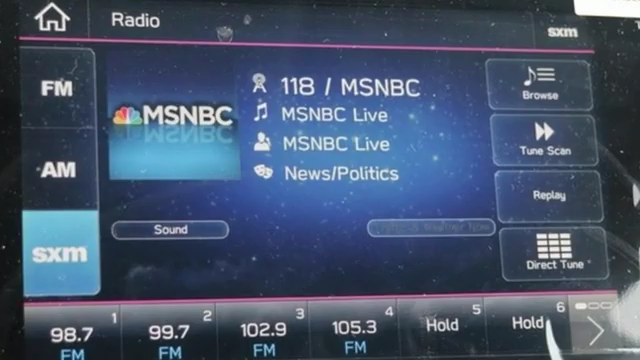 Radio
sxm
FM
AM
sxm
MSNBC
118 / MSNBC
MSNBC Live
MSNBC Live
News/Politics
Browse
Tune Scan
Replay
Direct Tune
Sound
1
98.7
FM
2
99.7
FM
3
102.9
FM
4
105.3
FM
5
Hold
6
Hold